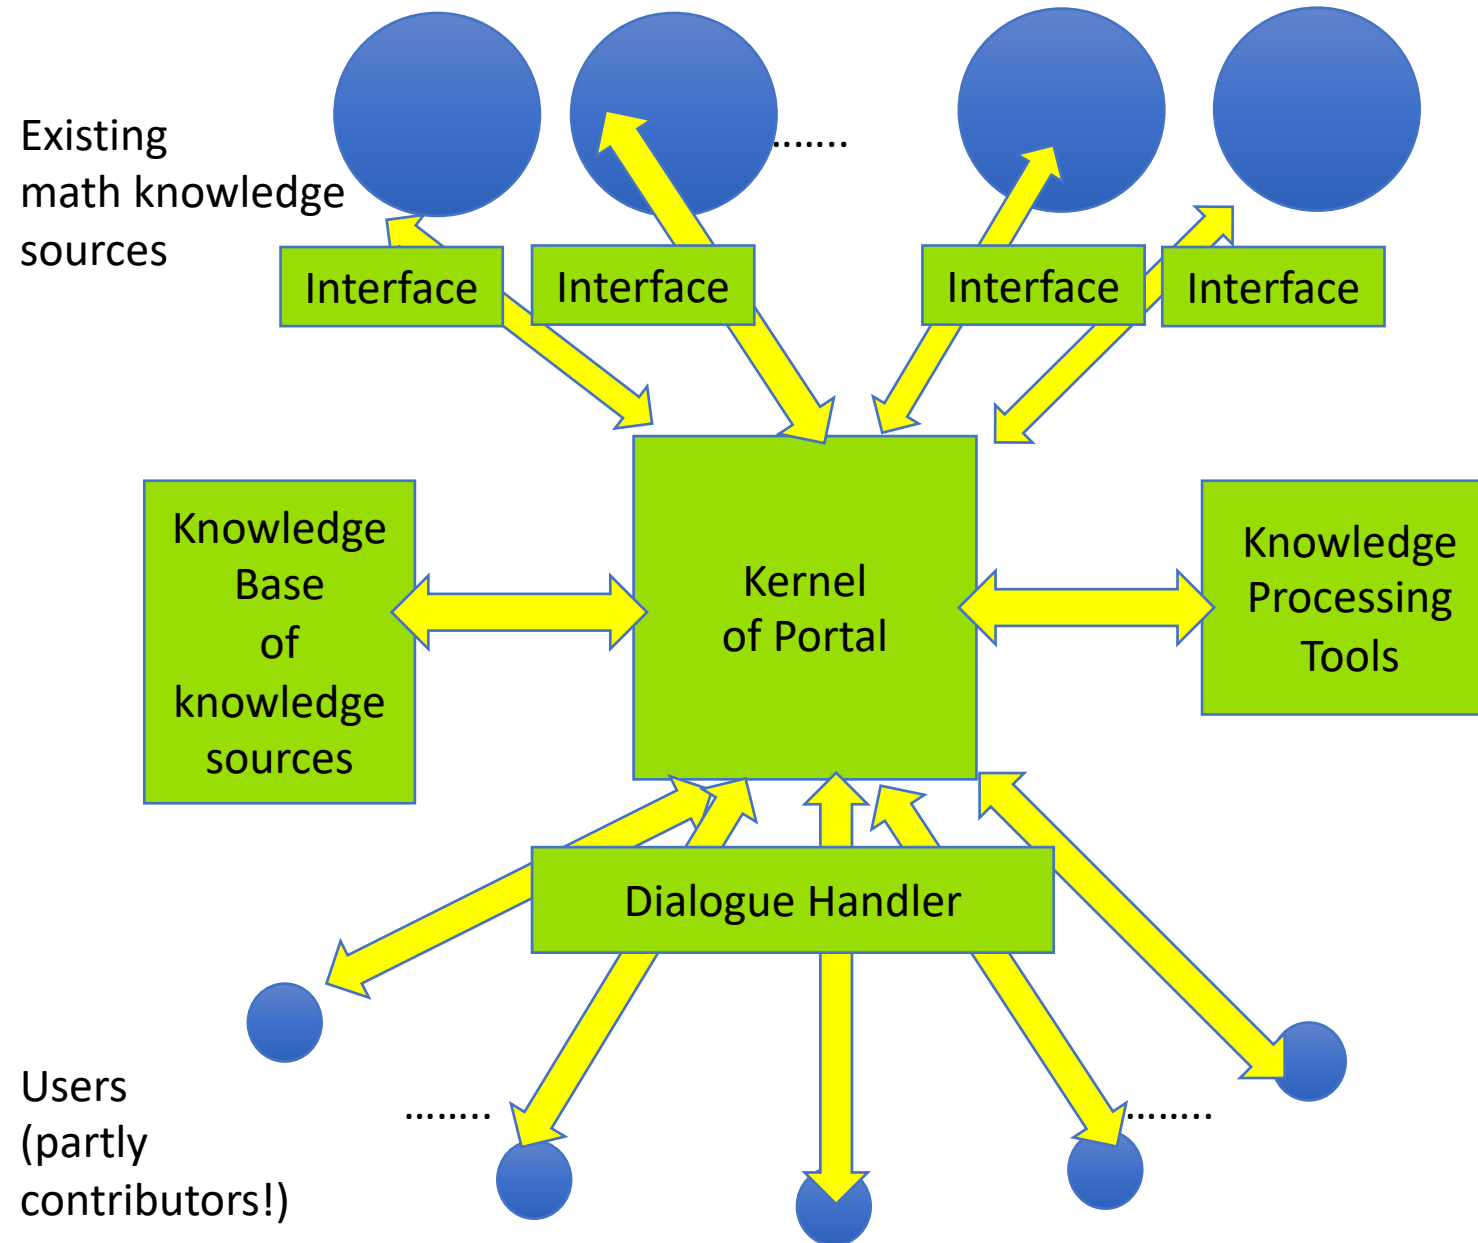 Existing
math knowledge
sources
........
Interface
Interface
Interface
Interface
Knowledge
Base
of
knowledge
sources
Kernel
of Portal
Knowledge
Processing
Tools
Dialogue Handler
Users
(partly
contributors!)
........
........